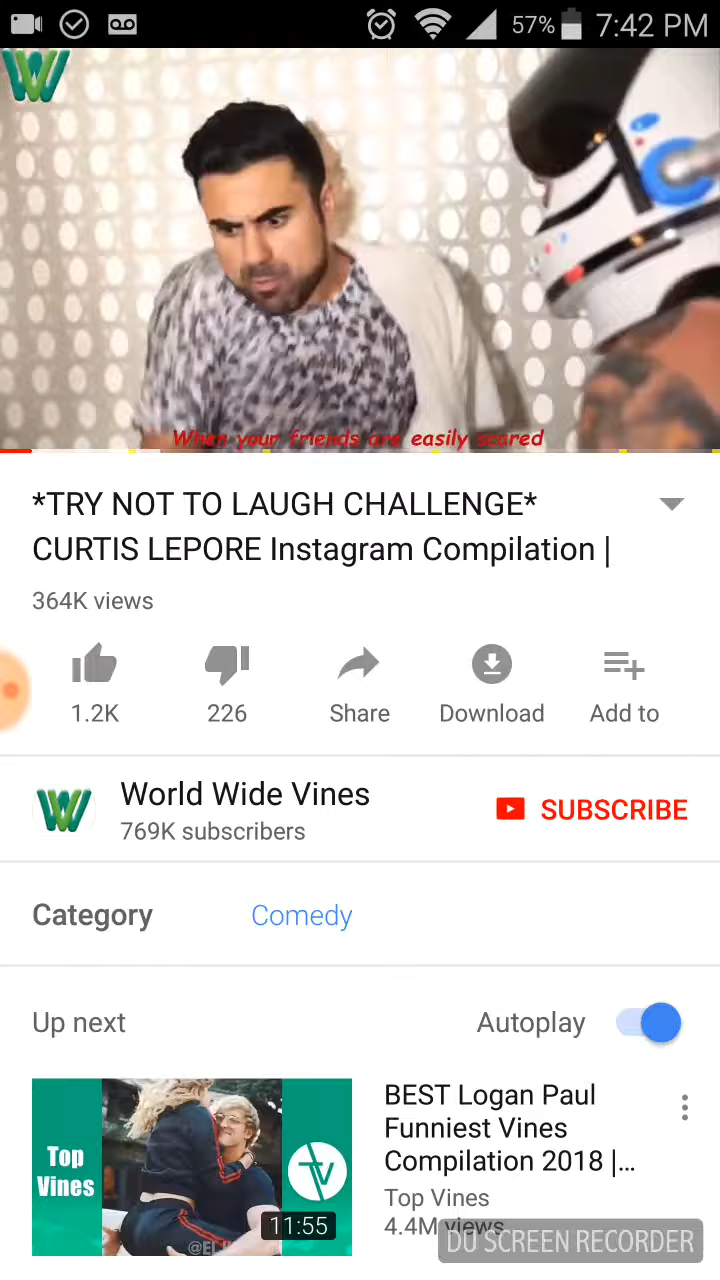 57% 7:42 PM
When your friends are easily scared
*TRY NOT TO LAUGH CHALLENGE*
CURTIS LEPORE Instagram Compilation |
364K views
1.2K 226 Share Download Add to
World Wide Vines
769K subscribers
SUBSCRIBE
Category Comedy
Up next Autoplay
Top
Vines
11:55
BEST Logan Paul
Funniest Vines
Compilation 2018 |...
Top Vines
4.4M views
DU SCREEN RECORDER